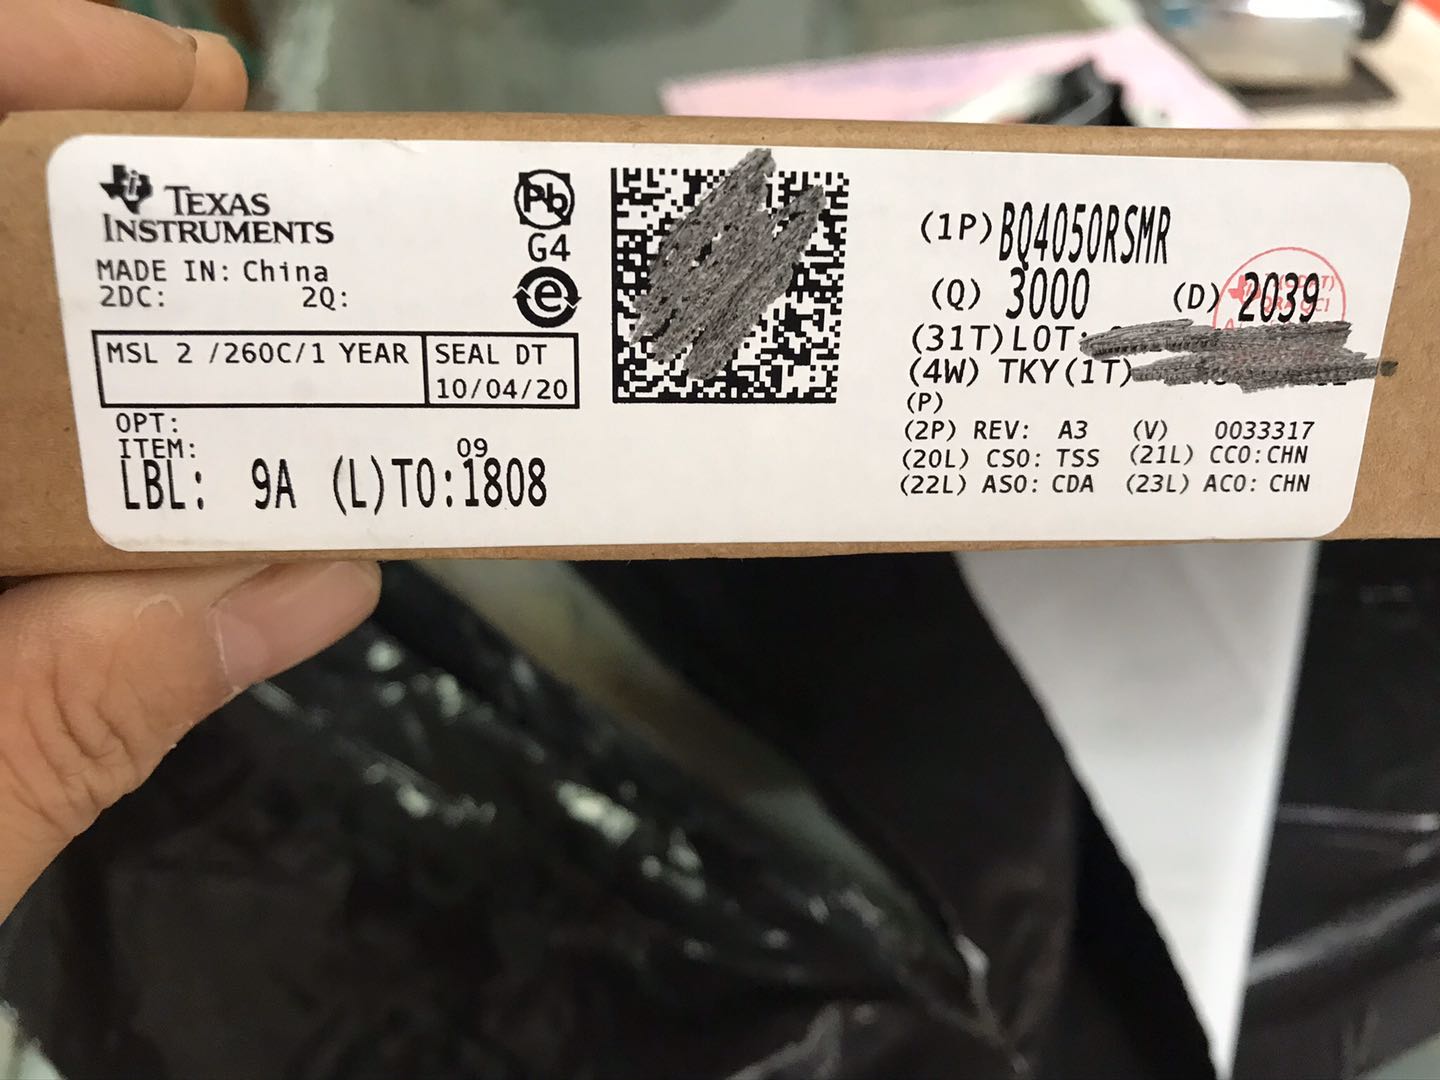 TEXAS
INSTRUMENTS
MADE IN: China
2DC: 2Q:
Pb
G4
e
MSL 2 /260C/1 YEAR
SEAL DT
10/04/20
OPT:
ITEM:
09
LBL: 9A (L)TO:1808
(1P)BQ4050RSMR
(Q) 3000 (D) 2039
(31T)LOT:
(4W) TKY(1T)
(P)
(2P) REV: A3 (V) 0033317
(20L) CSO: TSS (21L) CCO:CHN
(22L) ASO: CDA (23L) ACO: CHN